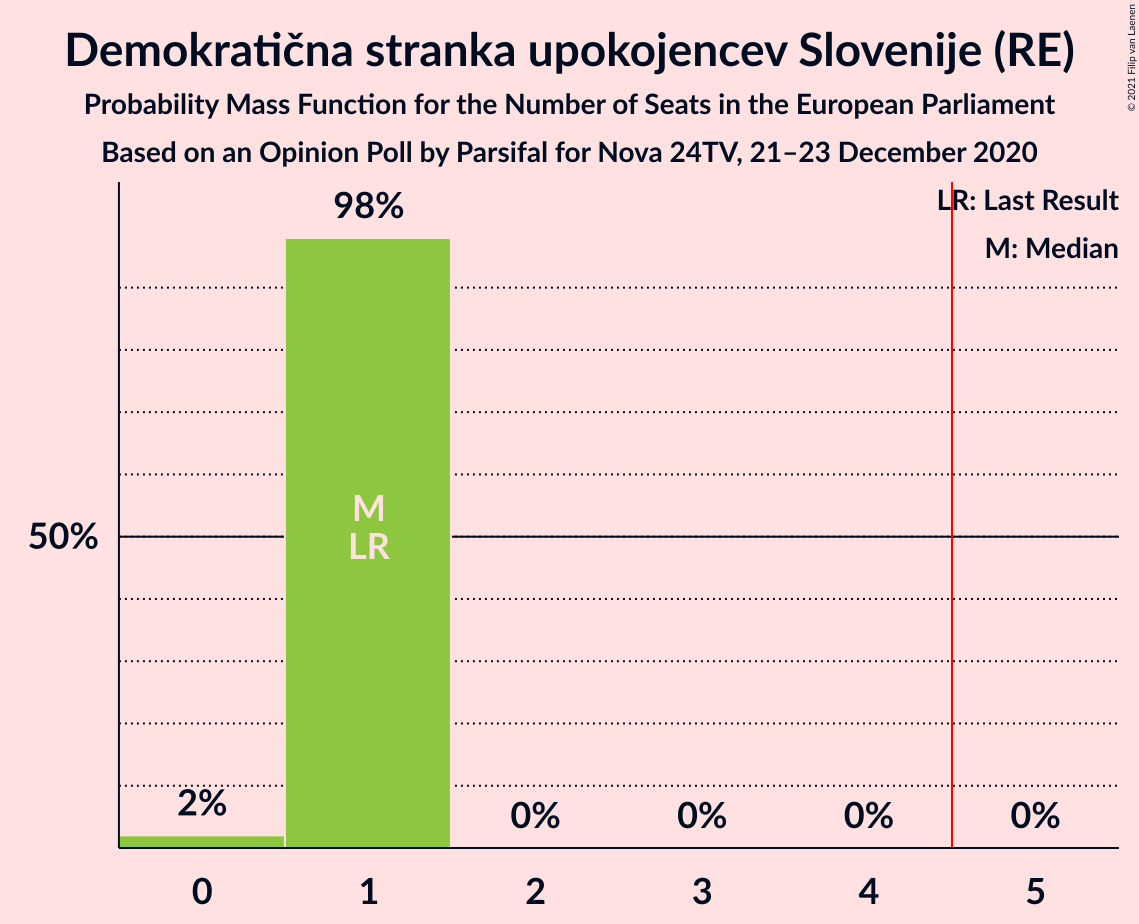 Demokratična stranka upokojencev Slovenije (RE)
Probability Mass Function for the Number of Seats in the European Parliament
Based on an Opinion Poll by Parsifal for Nova 24TV, 21–23 December 2020
© 2021 Filip van Laenen
LR: Last Result
M: Median
98%
M
LR
50%
2%
0%
0%
0%
0%
0
1
2
3
4
5